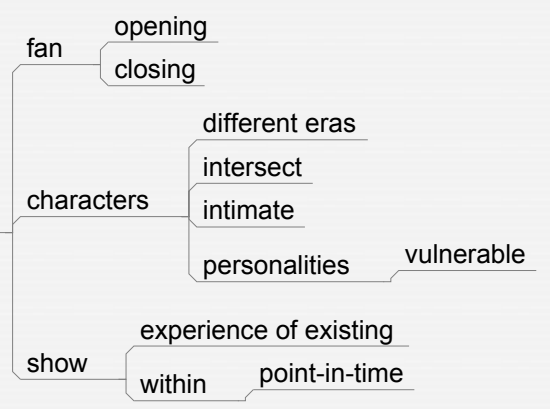 fan
opening
closing
characters
different eras
intersect
intimate
personalities
vulnerable
show
experience of existing
within
point-in-time